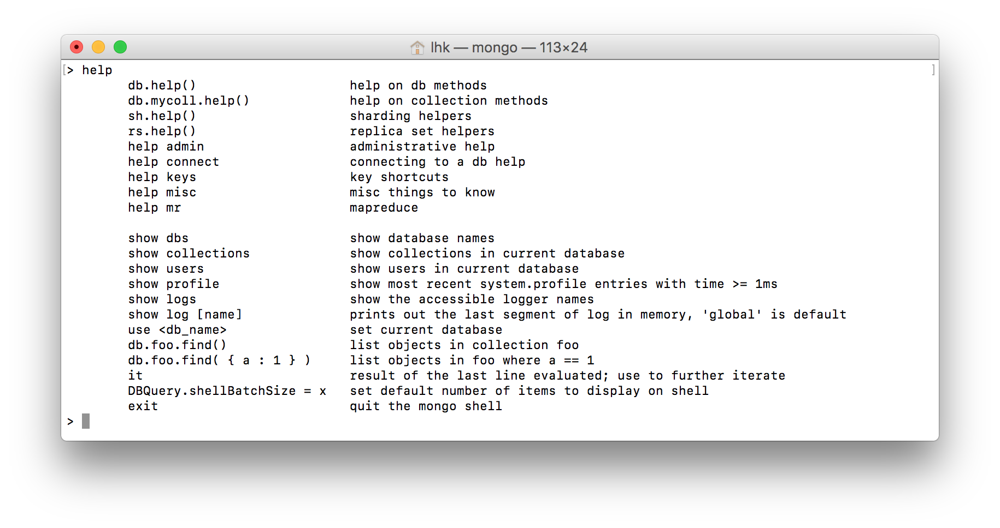 lhk — mongo — 113×24
[> help ]
db.help() help on db methods
db.mycoll.help() help on collection methods
sh.help() sharding helpers
rs.help() replica set helpers
help admin administrative help
help connect connecting to a db help
help keys key shortcuts
help misc misc things to know
help mr mapreduce
show dbs show database names
show collections show collections in current database
show users show users in current database
show profile show most recent system.profile entries with time >= 1ms
show logs show the accessible logger names
show log [name] prints out the last segment of log in memory, 'global' is default
use <db_name> set current database
db.foo.find() list objects in collection foo
db.foo.find( { a : 1 } ) list objects in foo where a == 1
it result of the last line evaluated; use to further iterate
DBQuery.shellBatchSize = x set default number of items to display on shell
exit quit the mongo shell
>